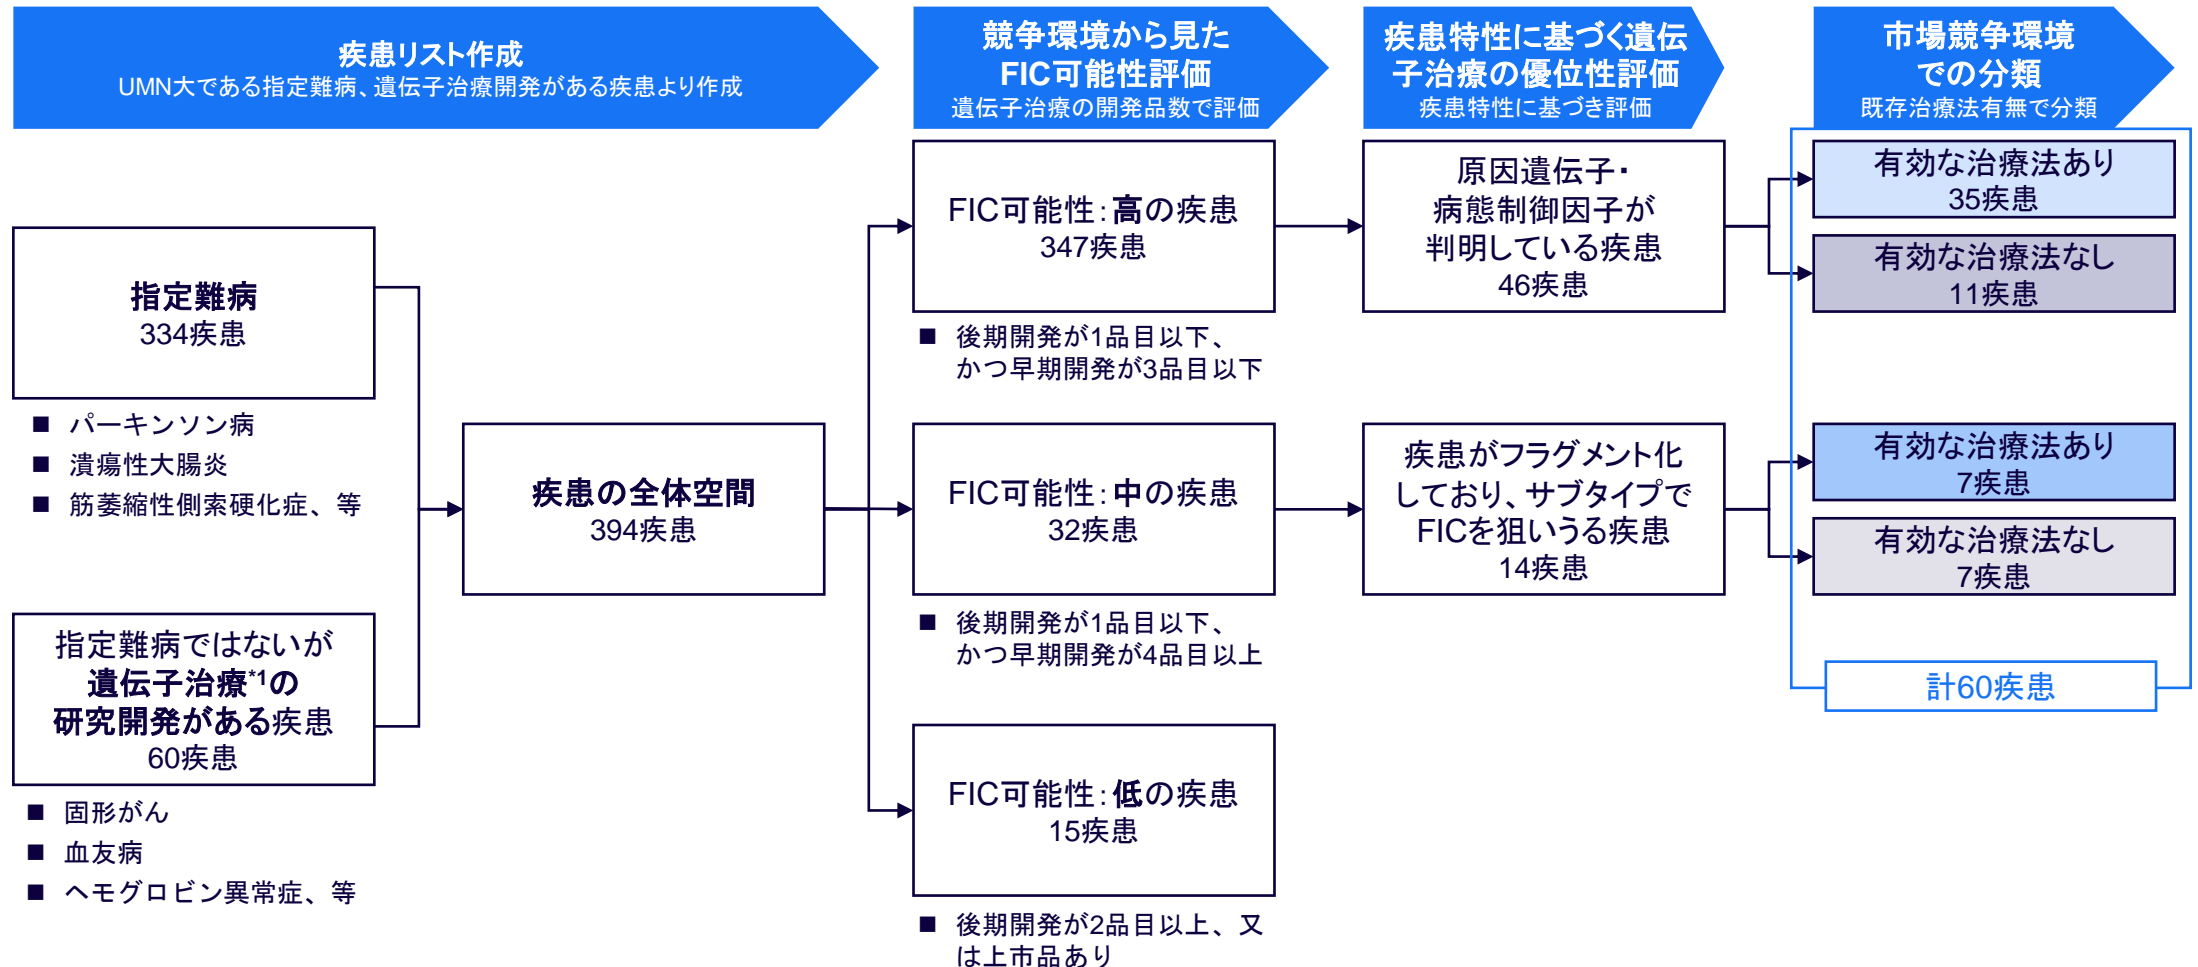 疾患リスト作成
UMN大である指定難病、遺伝子治療開発がある疾患より作成
競争環境から見た
FIC可能性評価
遺伝子治療の開発品数で評価
疾患特性に基づく遺伝
子治療の優位性評価
疾患特性に基づき評価
市場競争環境
での分類
既存治療法有無で分類
指定難病
334疾患
■ パーキンソン病
■ 潰瘍性大腸炎
■ 筋萎縮性側索硬化症、等
指定難病ではないが
遺伝子治療*1の
研究開発がある疾患
60疾患
■ 固形がん
■ 血友病
■ ヘモグロビン異常症、等
疾患の全体空間
394疾患
FIC可能性：高の疾患
347疾患
■ 後期開発が1品目以下、
かつ早期開発が3品目以下
FIC可能性：中の疾患
32疾患
■ 後期開発が1品目以下、
かつ早期開発が4品目以上
FIC可能性：低の疾患
15疾患
■ 後期開発が2品目以上、又
は上市品あり
原因遺伝子・
病態制御因子が
判明している疾患
46疾患
疾患がフラグメント化
しており、サブタイプで
FICを狙いうる疾患
14疾患
有効な治療法あり
35疾患
有効な治療法なし
11疾患
有効な治療法あり
7疾患
有効な治療法なし
7疾患
計60疾患